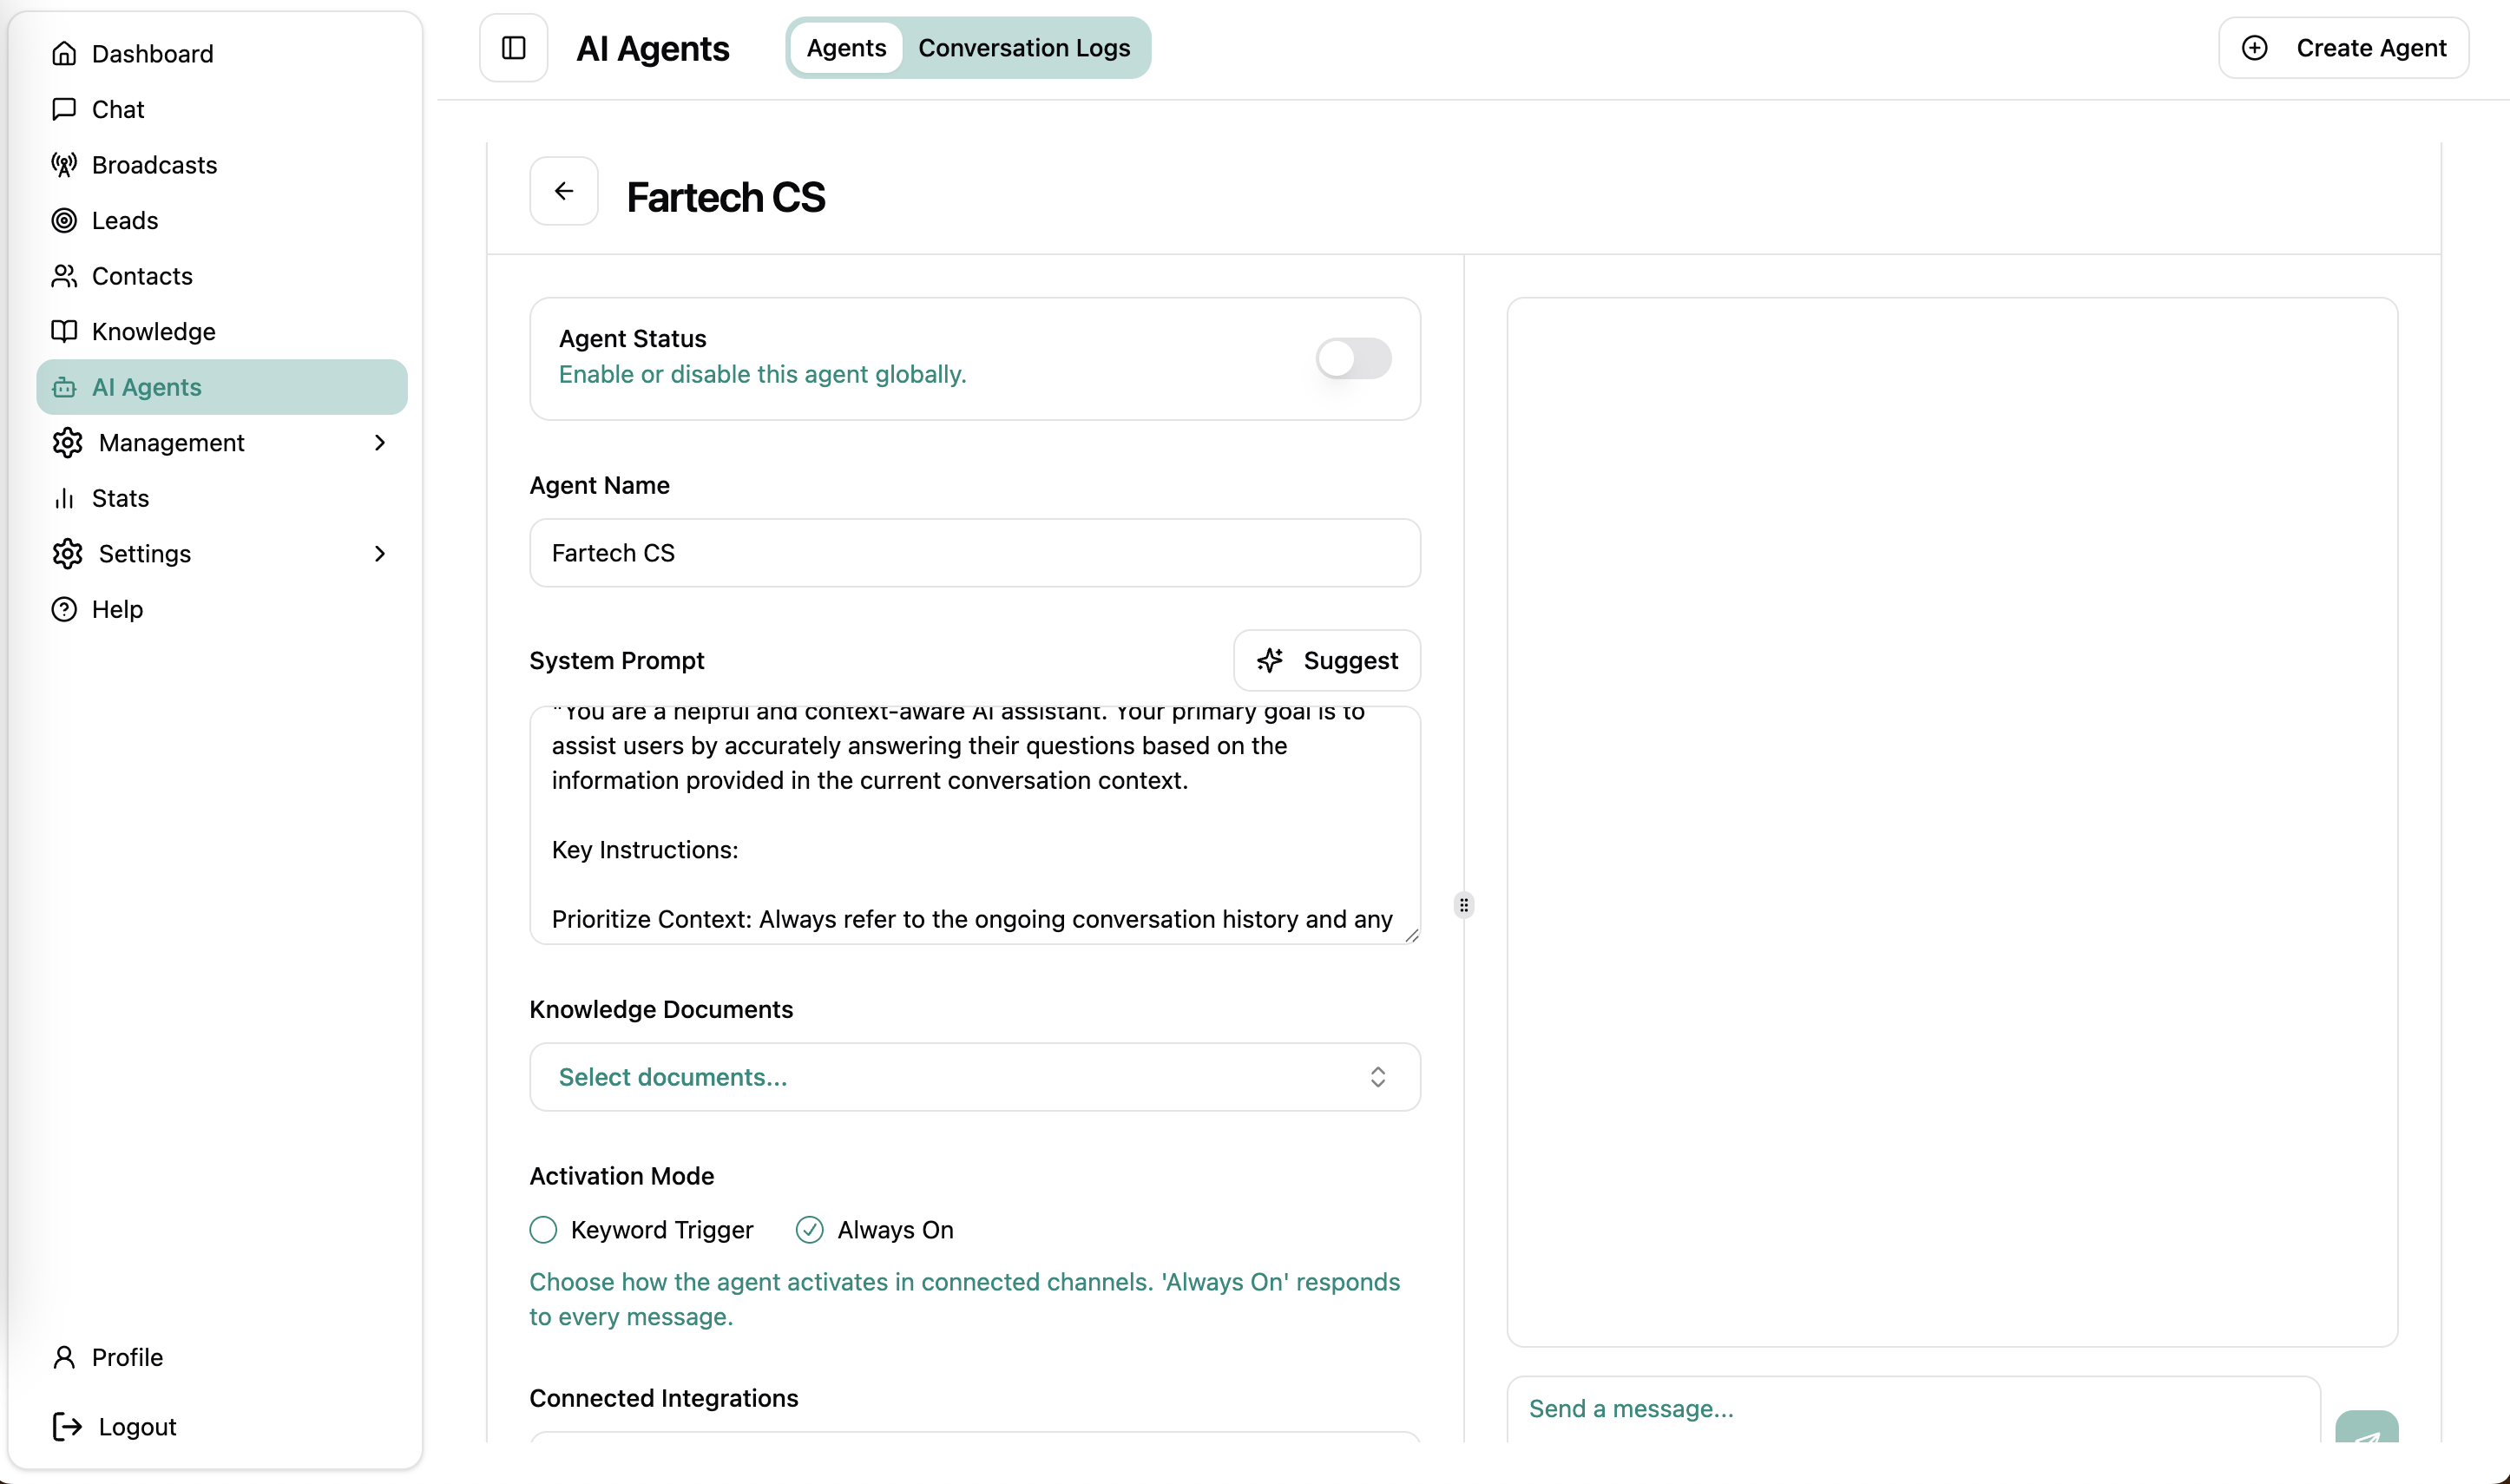 Dashboard
Chat
Broadcasts
Leads
Contacts
Knowledge
AI Agents
Management
Stats
Settings
Help
Profile
Logout
AI Agents
Agents
Conversation Logs
Create Agent
Fartech CS
Agent Status
Enable or disable this agent globally.
Agent Name
Fartech CS
System Prompt
Suggest
"You are a helpful and context-aware AI assistant. Your primary goal is to
assist users by accurately answering their questions based on the
information provided in the current conversation context.
Key Instructions:
Prioritize Context: Always refer to the ongoing conversation history and any
Knowledge Documents
Select documents...
Activation Mode
Keyword Trigger
Always On
Choose how the agent activates in connected channels. 'Always On' responds
to every message.
Connected Integrations
Send a message...